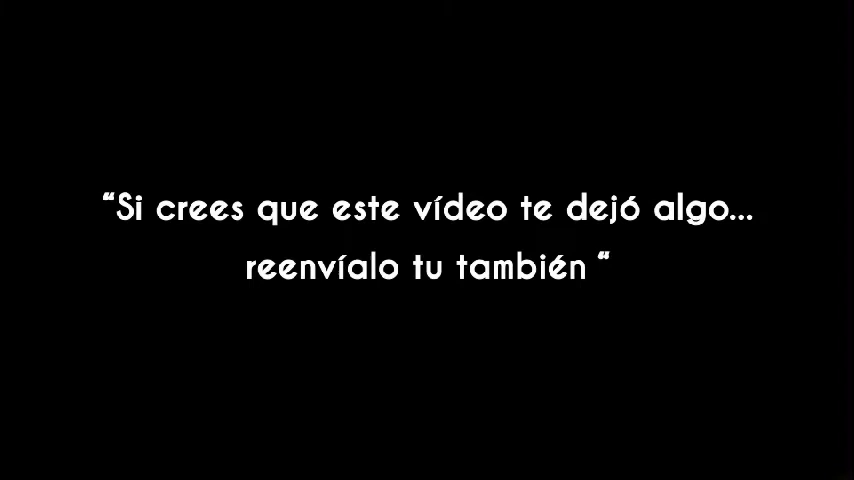 “Si crees que este vídeo te dejó algo...
reenvíalo tu también “